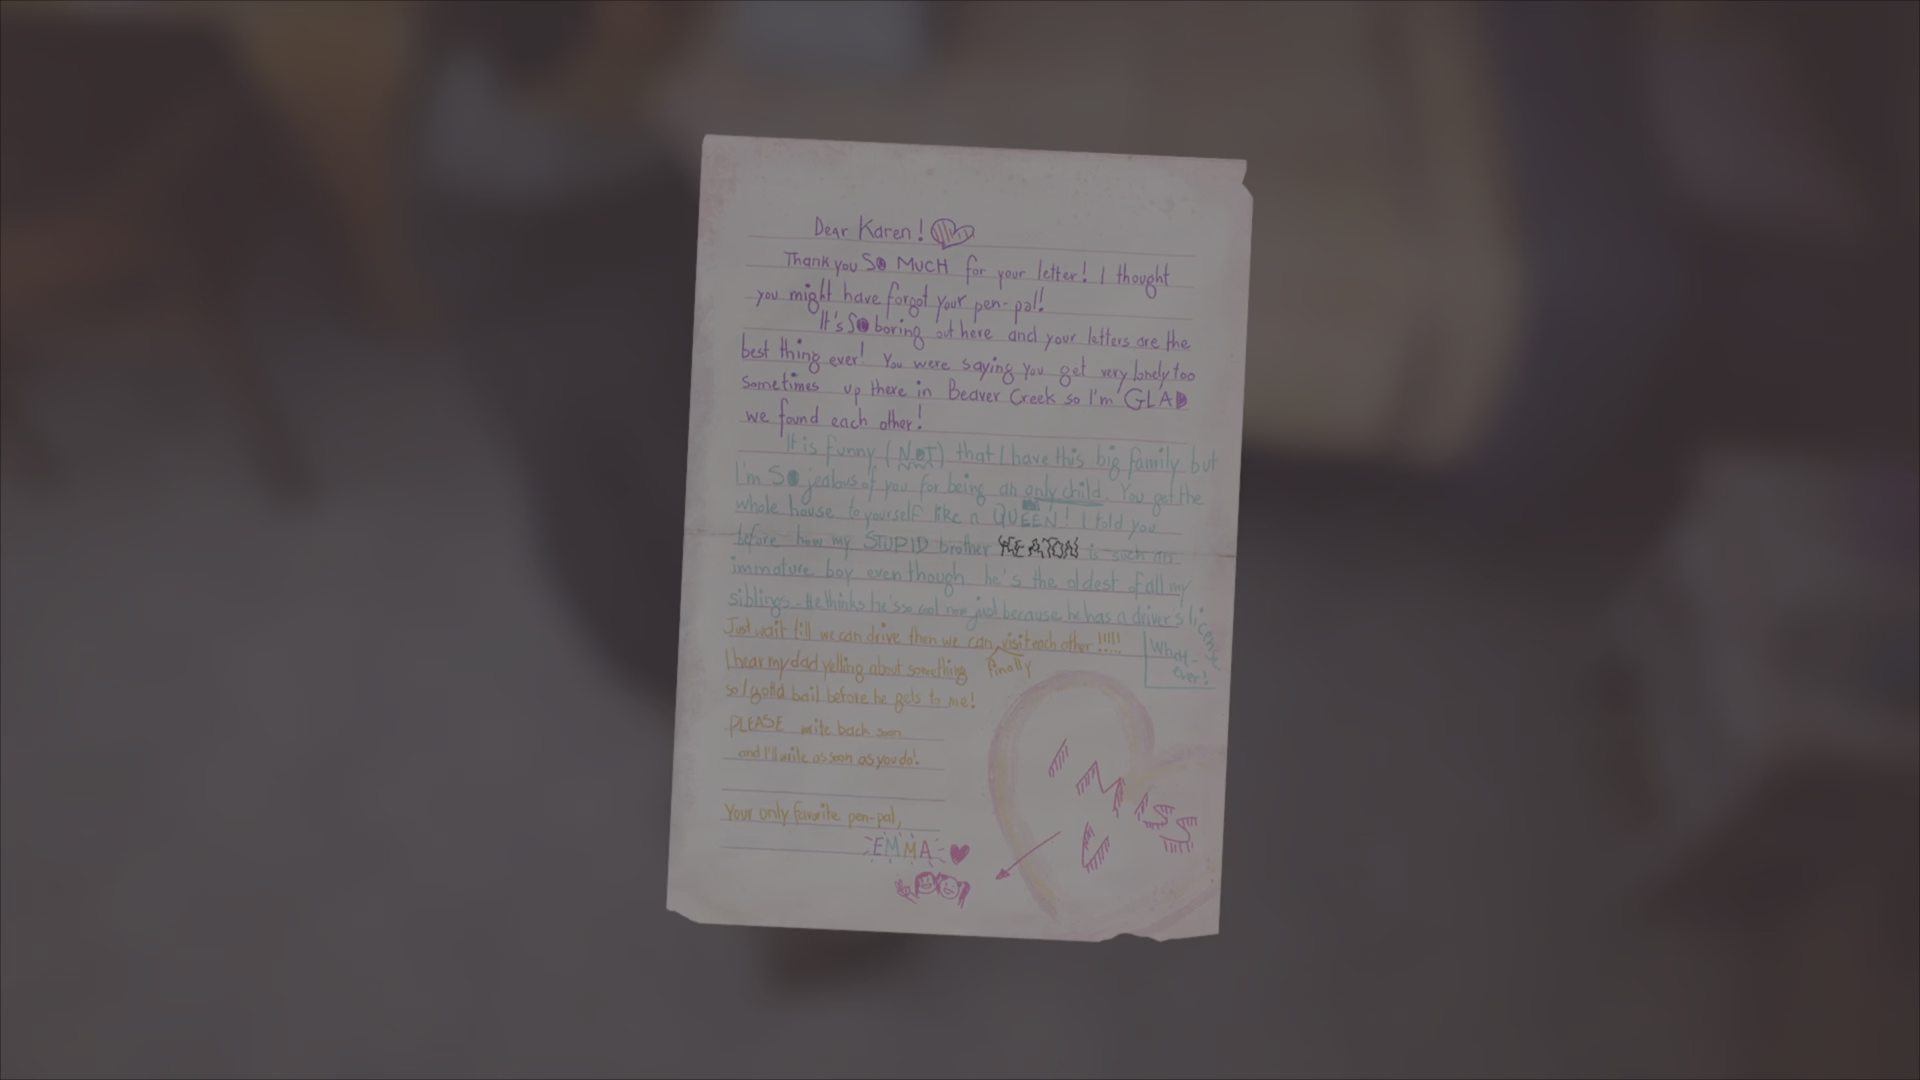 Dear Karen!
Thank you SO MUCH for your letter! I thought
you might have forgot your pen-pal!
It's SO boring out here and your letters are the
best thing ever! You were saying you get very lonely too
sometimes up there in Beaver Creek so I'm GLAD
we found each other!
It is funny (NOT) that I have this big family but
I'm SO jealous of you for being an only child. You get the
whole house to yourself like a QUEEN! I told you
before how my STUPID brother KEATON is such an
immature boy even though he's the oldest of all my
siblings. He thinks he's so cool now just because he has a driver's license
What-
ever!
Just wait till we can drive then we can finally visit each other !!!!!
I hear my dad yelling about something
so I gotta bail before he gets to me!
PLEASE write back soon
and I'll write as soon as you do!
Your only favorite pen-pal,
EMMA
I MISS
U